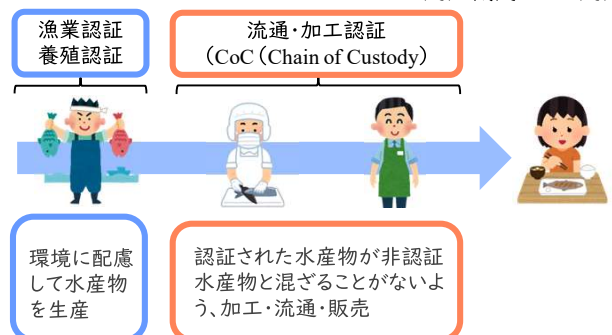 漁業認証
養殖認証
流通･加工認証
（CoC（Chain of Custody）
環境に配慮
して水産物
を生産
認証された水産物が非認証
水産物と混ざることがないよ
う､加工･流通･販売